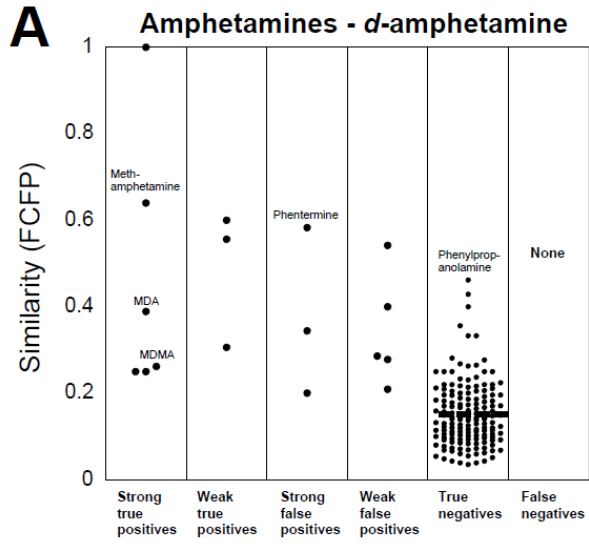 A
Amphetamines - d-amphetamine
Similarity (FCFP)
1
0.8
0.6
0.4
0.2
0
Meth-
amphetamine
MDA
MDMA
Phentermine
Phenylprop-
anolamine
None
Strong
true
positives
Weak
true
positives
Strong
false
positives
Weak
false
positives
True
negatives
False
negatives